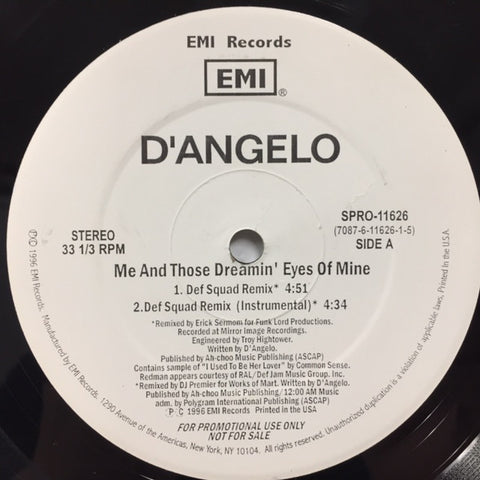 EMI Records
EMI®
D'ANGELO
STEREO
33 1/3 RPM
SPRO-11626
(7087-6-11626-1-5)
SIDE A
Me And Those Dreamin' Eyes Of Mine
1. Def Squad Remix* 4:51
2.Def Squad Remix (Instrumental)* 4:34
*Remixed by Erick Sermom for Funk Lord Productions.
Recorded at Mirror Image Recordings.
Engineered by Troy Hightower.
Written by D'Angelo.
Published by Ah-choo Music Publishing (ASCAP)
Contains sample of "I Used To Be Her Lover" by Common Sense.
Redman appears courtesy of RAL/Def Jam Music Group. Inc.
*Remixed by DJ Premier for Works of Mart. Written by D'Angelo.
Published by Ah-choo Music Publishing/12:00 AM Music
adm. by Polygram International Publishing (ASCAP)
℗ © 1996 EMI Records Printed in the USA
FOR PROMOTIONAL USE ONLY
NOT FOR SALE
℗© 1996 EMI Records. Manufactured by EMI Records, 1290 Avenue of the Americas, New York, NY 10104. All rights reserved. Unauthorized duplication is a violation of applicable laws. Printed In the U.S.A.